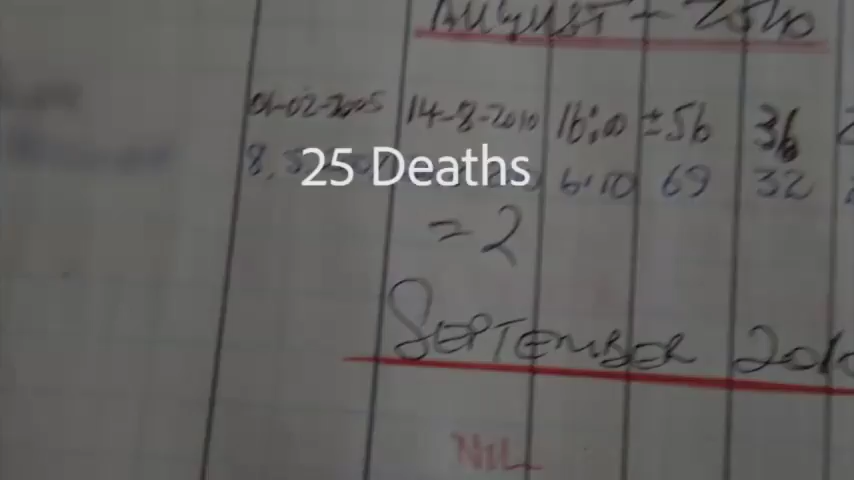 AUGUST - 2010
01-02-2005 14-8-2010 16:00 ±56 36
25 Deaths
6.10 69 32
= 2
SEPTEMBER 2010
NIL